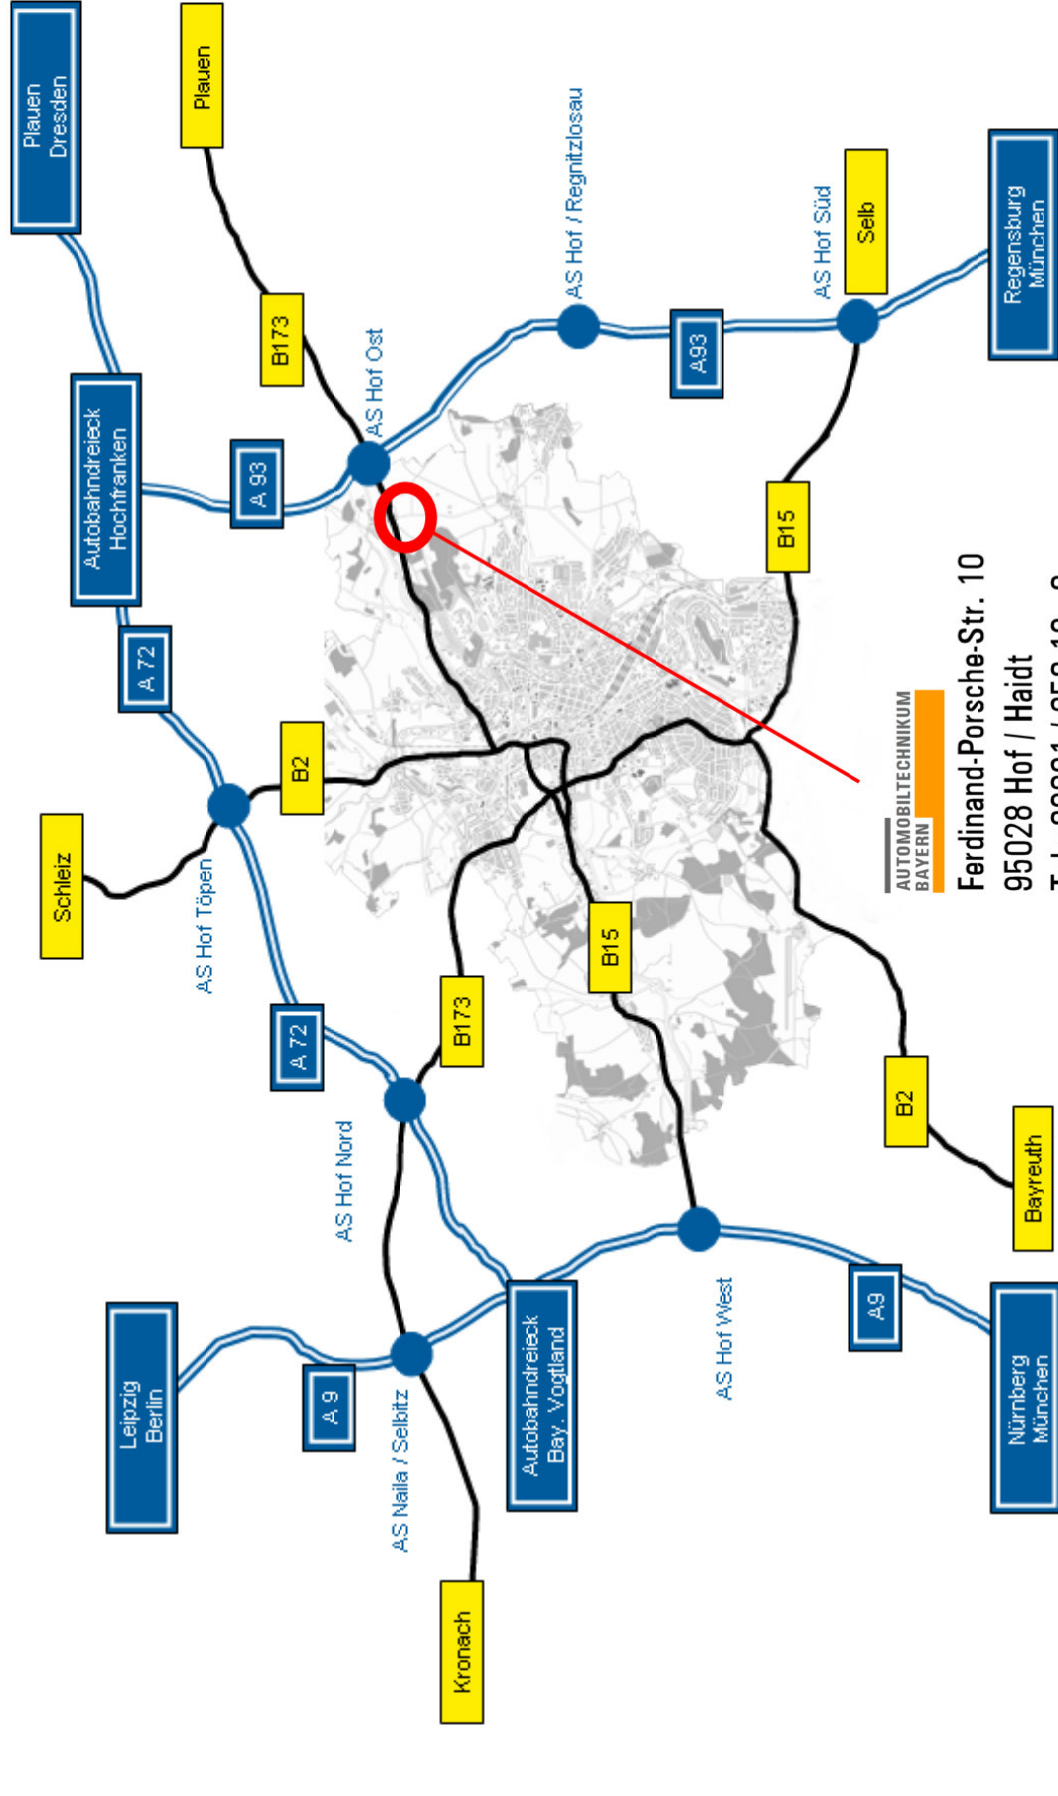 Leipzig
Berlin
Schleiz
Plauen
Dresden
Autobahndreieck
Hochfranken
A 72
Plauen
AS Hof Töpen
B2
A 93
B173
A 9
A 72
AS Hof Nord
AS Hof Ost
AS Naila / Selbitz
Kronach
B173
Autobahndreieck
Bay. Vogtland
AS Hof / Regnitzlosau
B15
A93
AS Hof West
B15
AS Hof Süd
Selb
A9
B2
AUTOMOBILTECHNIKUM
BAYERN
Ferdinand-Porsche-Str. 10
95028 Hof / Haidt
Nürnberg
München
Bayreuth
Regensburg
München